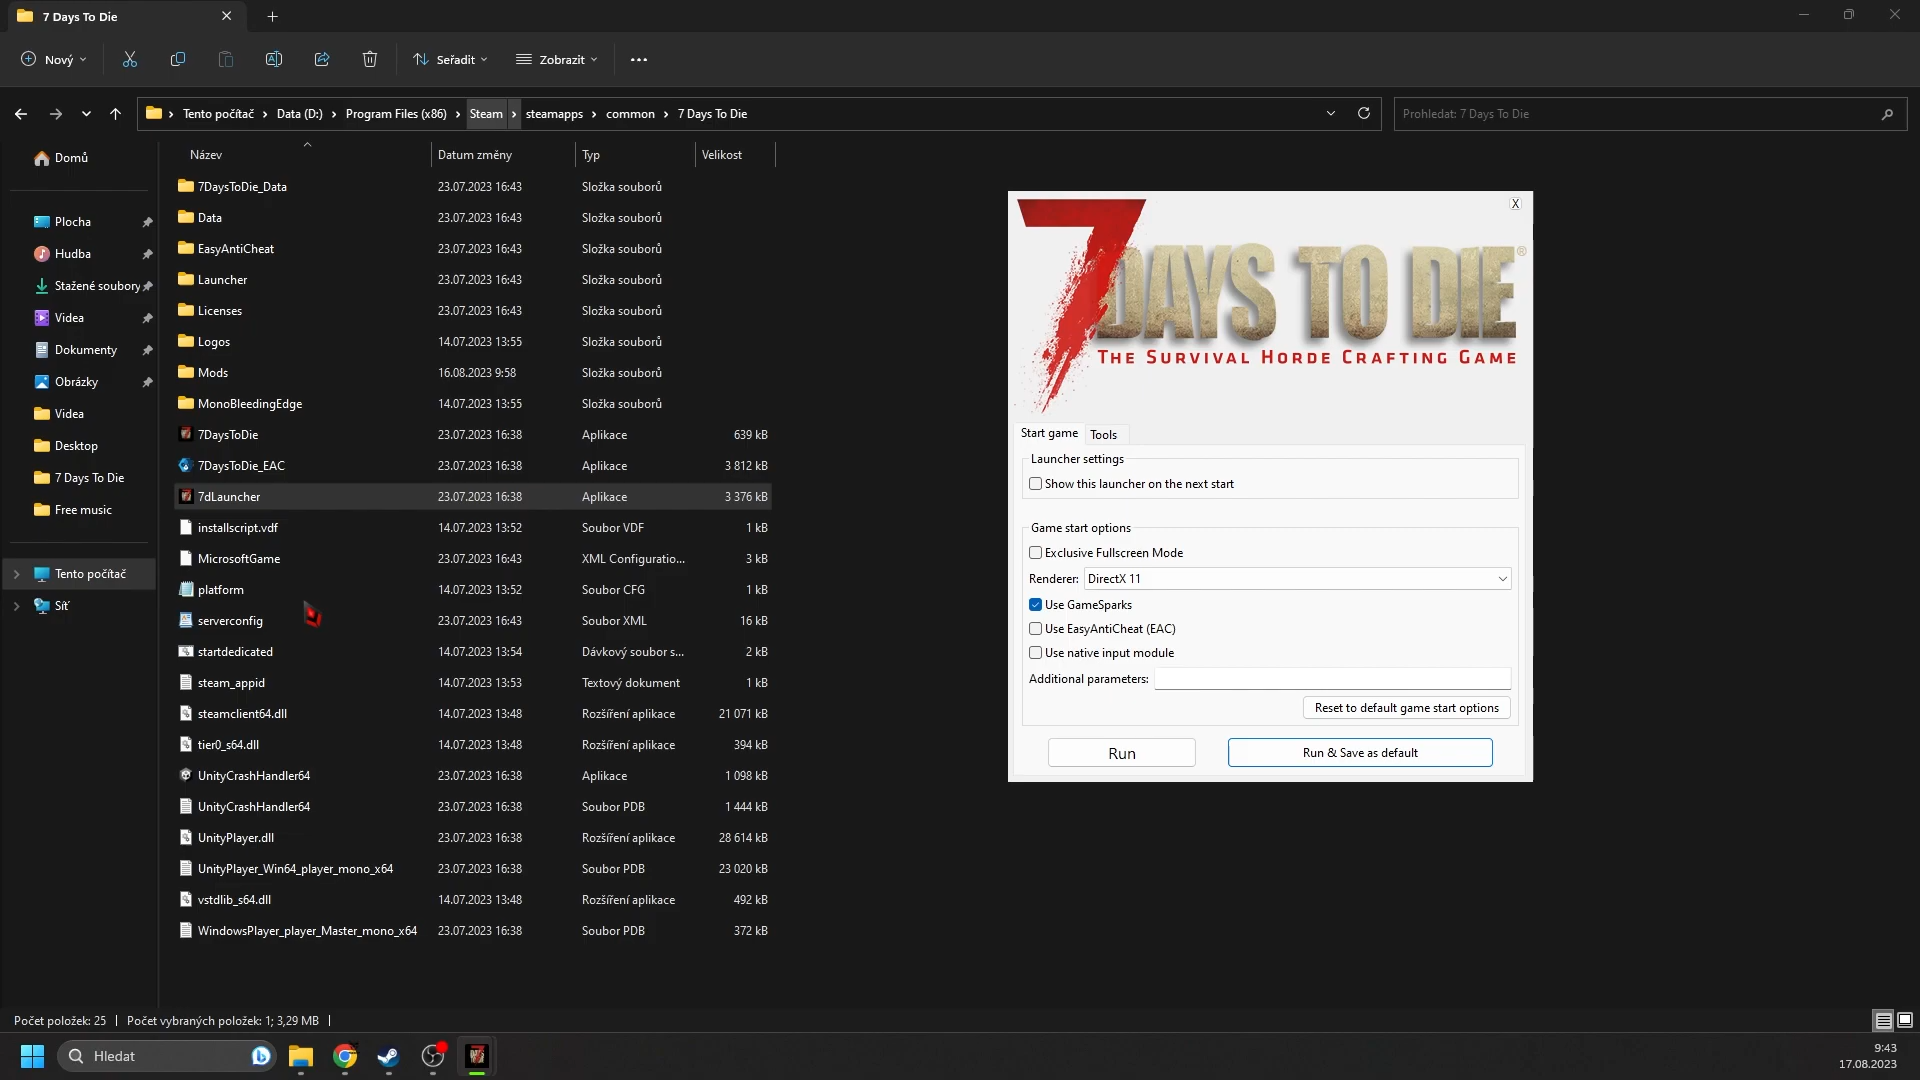 7 Days To Die
Nový
Seřadit
Zobrazit
Tento počítač
Data (D:)
Program Files (x86)
Steam
steamapps
common
7 Days To Die
Prohledat: 7 Days To Die
Domů
Plocha
Hudba
Stažené soubory
Videa
Dokumenty
Obrázky
Videa
Desktop
7 Days To Die
Free music
Tento počítač
Síť
Název Datum změny Typ Velikost
7DaysToDie_Data 23.07.2023 16:43 Složka souborů
Data 23.07.2023 16:43 Složka souborů
EasyAntiCheat 23.07.2023 16:43 Složka souborů
Launcher 23.07.2023 16:43 Složka souborů
Licenses 23.07.2023 16:43 Složka souborů
Logos 14.07.2023 13:55 Složka souborů
Mods 16.08.2023 9:58 Složka souborů
MonoBleedingEdge 14.07.2023 13:55 Složka souborů
7DaysToDie 23.07.2023 16:38 Aplikace 639 kB
7DaysToDie_EAC 23.07.2023 16:38 Aplikace 3 812 kB
7dLauncher 23.07.2023 16:38 Aplikace 3 376 kB
installscript.vdf 14.07.2023 13:52 Soubor VDF 1 kB
MicrosoftGame 23.07.2023 16:43 XML Configuratio... 3 kB
platform 14.07.2023 13:52 Soubor CFG 1 kB
serverconfig 23.07.2023 16:43 Soubor XML 16 kB
startdedicated 14.07.2023 13:54 Dávkový soubor s... 2 kB
steam_appid 14.07.2023 13:53 Textový dokument 1 kB
steamclient64.dll 14.07.2023 13:48 Rozšíření aplikace 21 071 kB
tier0_s64.dll 14.07.2023 13:48 Rozšíření aplikace 394 kB
UnityCrashHandler64 23.07.2023 16:38 Aplikace 1 098 kB
UnityCrashHandler64 23.07.2023 16:38 Soubor PDB 1 444 kB
UnityPlayer.dll 23.07.2023 16:38 Rozšíření aplikace 28 614 kB
UnityPlayer_Win64_player_mono_x64 23.07.2023 16:38 Soubor PDB 23 020 kB
vstdlib_s64.dll 14.07.2023 13:48 Rozšíření aplikace 492 kB
WindowsPlayer_player_Master_mono_x64 23.07.2023 16:38 Soubor PDB 372 kB
X
7 DAYS TO DIE®
THE SURVIVAL HORDE CRAFTING GAME
Start game Tools
Launcher settings
Show this launcher on the next start
Game start options
Exclusive Fullscreen Mode
Renderer: DirectX 11
Use GameSparks
Use EasyAntiCheat (EAC)
Use native input module
Additional parameters:
Reset to default game start options
Run
Run & Save as default
Počet položek: 25 Počet vybraných položek: 1; 3,29 MB
Hledat
9:43
17.08.2023